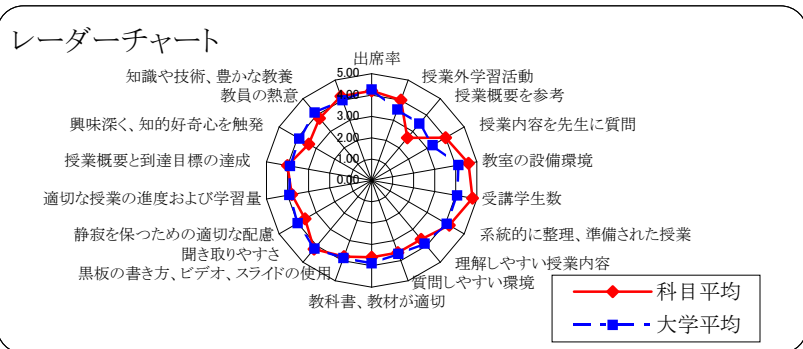 レーダーチャート
出席率
授業外学習活動
授業概要を参考
授業内容を先生に質問
教室の設備環境
受講学生数
系統的に整理、準備された授業
理解しやすい授業内容
質問しやすい環境
教科書、教材が適切
黒板の書き方、ビデオ、スライドの使用
聞き取りやすさ
静寂を保つための適切な配慮
適切な授業の進度および学習量
授業概要と到達目標の達成
興味深く、知的好奇心を触発
教員の熱意
知識や技術、豊かな教養
5.00
4.00
3.00
2.00
1.00
0.00
科目平均
大学平均